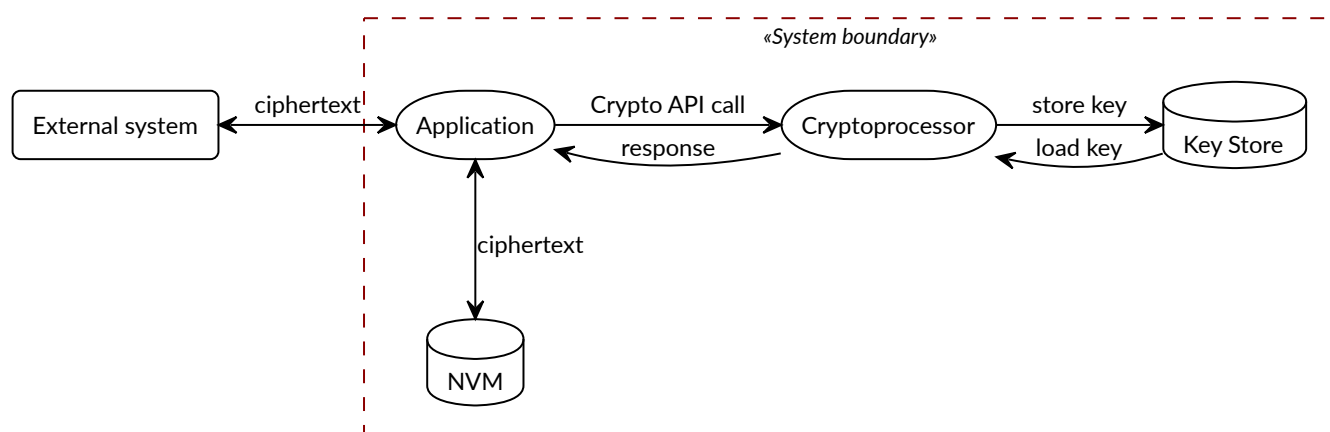 «System boundary»
External system
ciphertext
Application
Crypto API call
response
Cryptoprocessor
store key
load key
Key Store
ciphertext
NVM